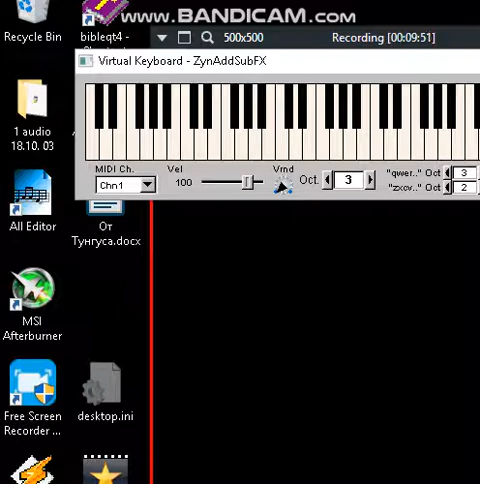 www.BANDICAM.com
500x500
Recording [00:09:51]
Recycle Bin
bibleqt4 -
Virtual Keyboard - ZynAddSubFX
1 audio
18.10. 03
MIDI Ch.
Vel
Vrnd
Chn1
100
Oct.
3
"qwer.." Oct
3
"zxcv.." Oct
2
All Editor
От
Тунгуса.docx
MSI
Afterburner
Free Screen
Recorder ...
desktop.ini